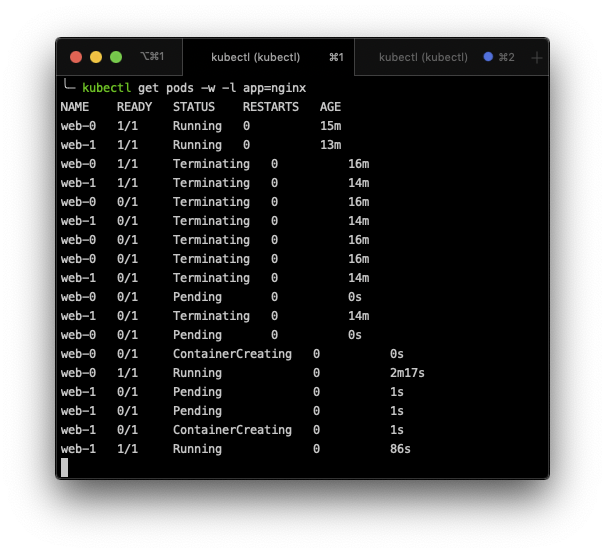 ⌥⌘1 kubectl (kubectl) ⌘1 kubectl (kubectl) ⌘2 +
╰─ kubectl get pods -w -l app=nginx
NAME READY STATUS RESTARTS AGE
web-0 1/1 Running 0 15m
web-1 1/1 Running 0 13m
web-0 1/1 Terminating 0 16m
web-1 1/1 Terminating 0 14m
web-0 0/1 Terminating 0 16m
web-1 0/1 Terminating 0 14m
web-0 0/1 Terminating 0 16m
web-0 0/1 Terminating 0 16m
web-1 0/1 Terminating 0 14m
web-0 0/1 Pending 0 0s
web-1 0/1 Terminating 0 14m
web-0 0/1 Pending 0 0s
web-0 0/1 ContainerCreating 0 0s
web-0 1/1 Running 0 2m17s
web-1 0/1 Pending 0 1s
web-1 0/1 Pending 0 1s
web-1 0/1 ContainerCreating 0 1s
web-1 1/1 Running 0 86s